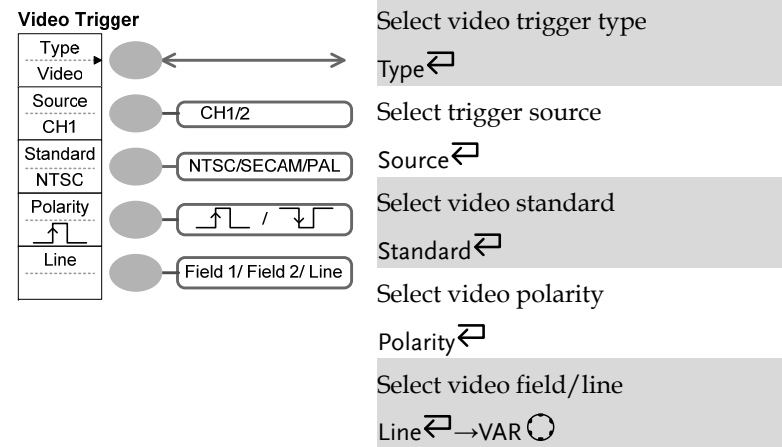 Video Trigger
Type
Video
Source
CH1
CH1/2
Standard
NTSC
NTSC/SECAM/PAL
Polarity
/
Line
Field 1/ Field 2/ Line
Select video trigger type
Type
Select trigger source
Source
Select video standard
Standard
Select video polarity
Polarity
Select video field/line
Line→VAR